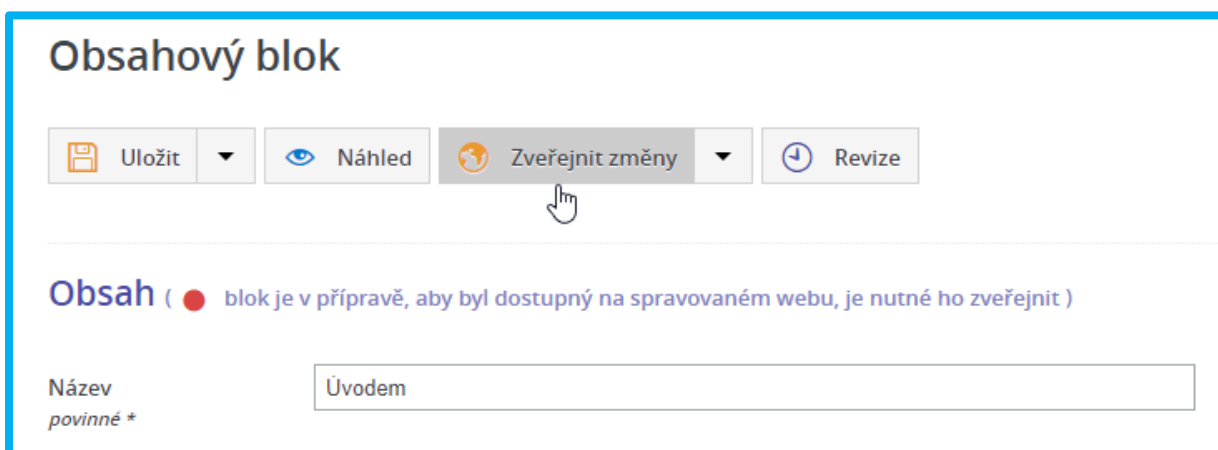 Obsahový blok
Uložit Náhled Zveřejnit změny Revize
Obsah ( blok je v přípravě, aby byl dostupný na spravovaném webu, je nutné ho zveřejnit )
Název Úvodem
povinné *